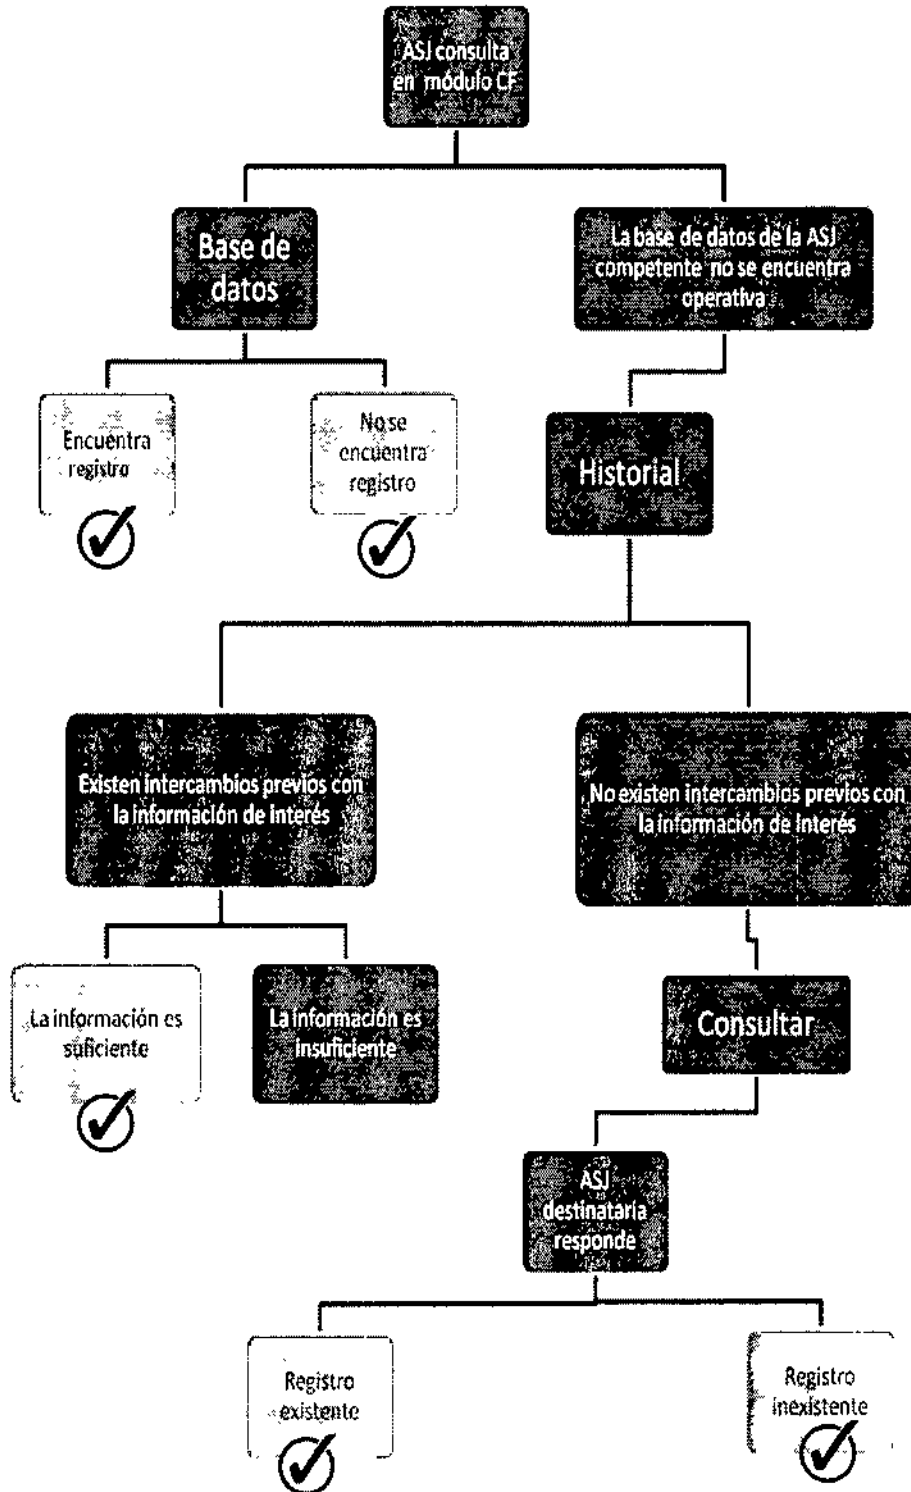 ASJ consulta
en módulo CF
Base de
datos
La base de datos de la ASJ
competente no se encuentra
operativa
Encuentra
registro
No se
encuentra
registro
Historial
Existen intercambios previos con
la información de interés
No existen intercambios previos con
la información de interés
La información es
suficiente
La información es
insuficiente
Consultar
ASJ
destinataria
responde
Registro
existente
Registro
inexistente